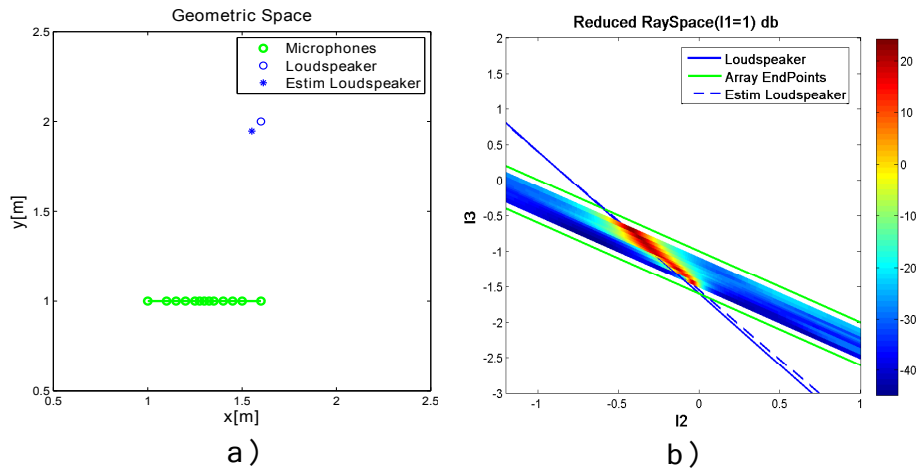 Geometric Space
2.5
2
1.5
1
0.5
0.5
1
1.5
2
2.5
y[m]
x[m]
Microphones
Loudspeaker
Estim Loudspeaker
a)
Reduced RaySpace(l1=1) db
2
1.5
1
0.5
0
-0.5
-1
-1.5
-2
-2.5
-3
-1
-0.5
0
0.5
1
l3
l2
Loudspeaker
Array EndPoints
Estim Loudspeaker
20
10
0
-10
-20
-30
-40
b)